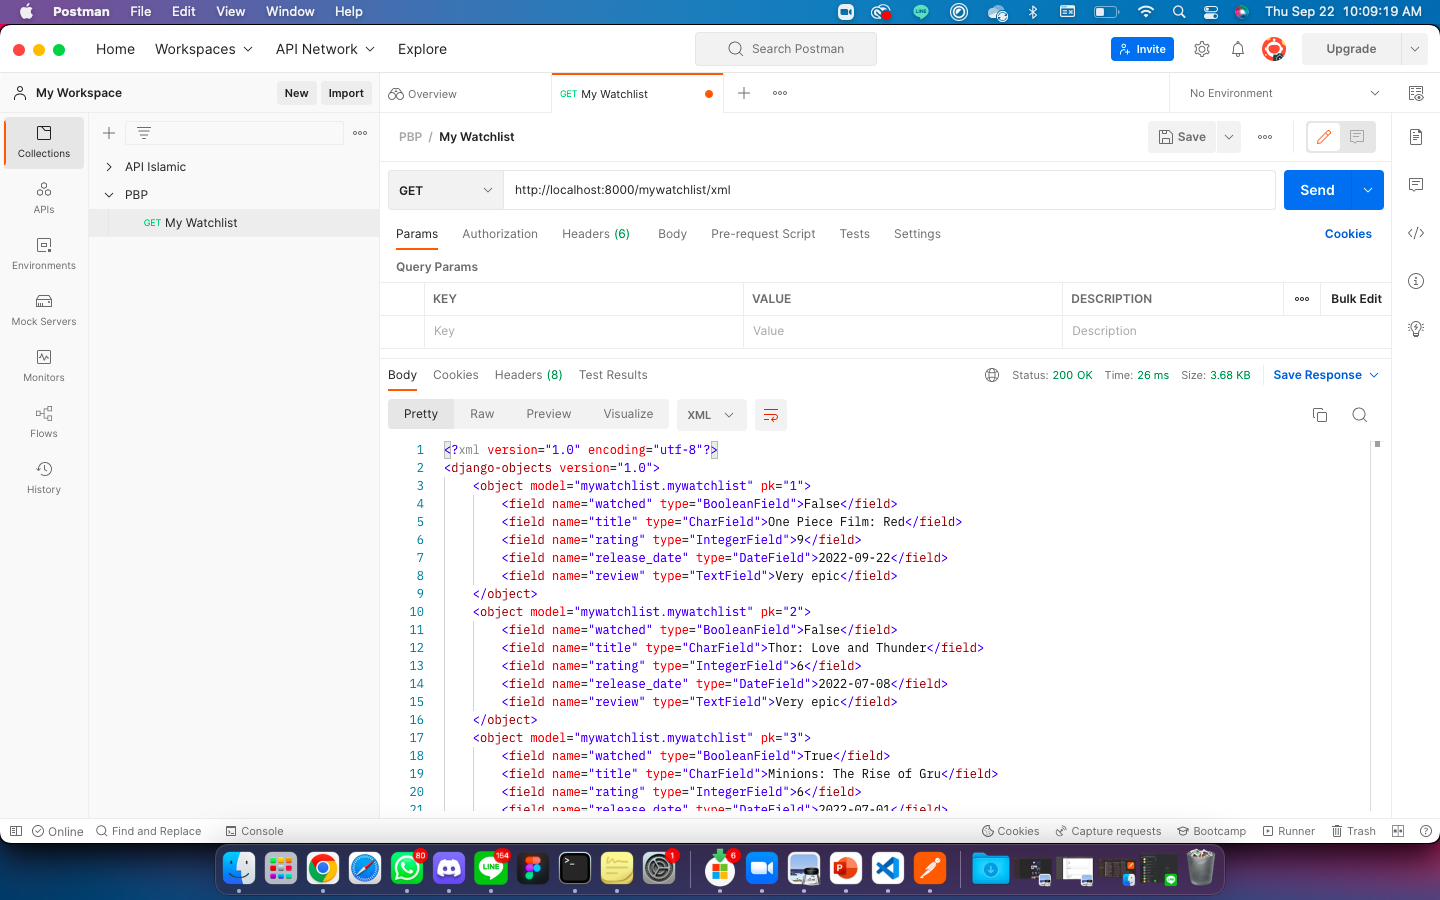 Postman File Edit View Window Help Thu Sep 22 10:09:19 AM
Home Workspaces API Network Explore Search Postman Invite Upgrade
My Workspace New Import Overview GET My Watchlist No Environment
Collections
APIs
Environments
Mock Servers
Monitors
Flows
History
API Islamic
PBP
GET My Watchlist
PBP / My Watchlist Save
GET http://localhost:8000/mywatchlist/xml Send
Params Authorization Headers (6) Body Pre-request Script Tests Settings Cookies
Query Params
KEY VALUE DESCRIPTION Bulk Edit
Key Value Description
Body Cookies Headers (8) Test Results Status: 200 OK Time: 26 ms Size: 3.68 KB Save Response
Pretty Raw Preview Visualize XML
1 <?xml version="1.0" encoding="utf-8"?>
2 <django-objects version="1.0">
3 <object model="mywatchlist.mywatchlist" pk="1">
4 <field name="watched" type="BooleanField">False</field>
5 <field name="title" type="CharField">One Piece Film: Red</field>
6 <field name="rating" type="IntegerField">9</field>
7 <field name="release_date" type="DateField">2022-09-22</field>
8 <field name="review" type="TextField">Very epic</field>
9 </object>
10 <object model="mywatchlist.mywatchlist" pk="2">
11 <field name="watched" type="BooleanField">False</field>
12 <field name="title" type="CharField">Thor: Love and Thunder</field>
13 <field name="rating" type="IntegerField">6</field>
14 <field name="release_date" type="DateField">2022-07-08</field>
15 <field name="review" type="TextField">Very epic</field>
16 </object>
17 <object model="mywatchlist.mywatchlist" pk="3">
18 <field name="watched" type="BooleanField">True</field>
19 <field name="title" type="CharField">Minions: The Rise of Gru</field>
20 <field name="rating" type="IntegerField">6</field>
21 <field name="release_date" type="DateField">2022-07-01</field>
Online Find and Replace Console Cookies Capture requests Bootcamp Runner Trash
80 LINE 164 1 6